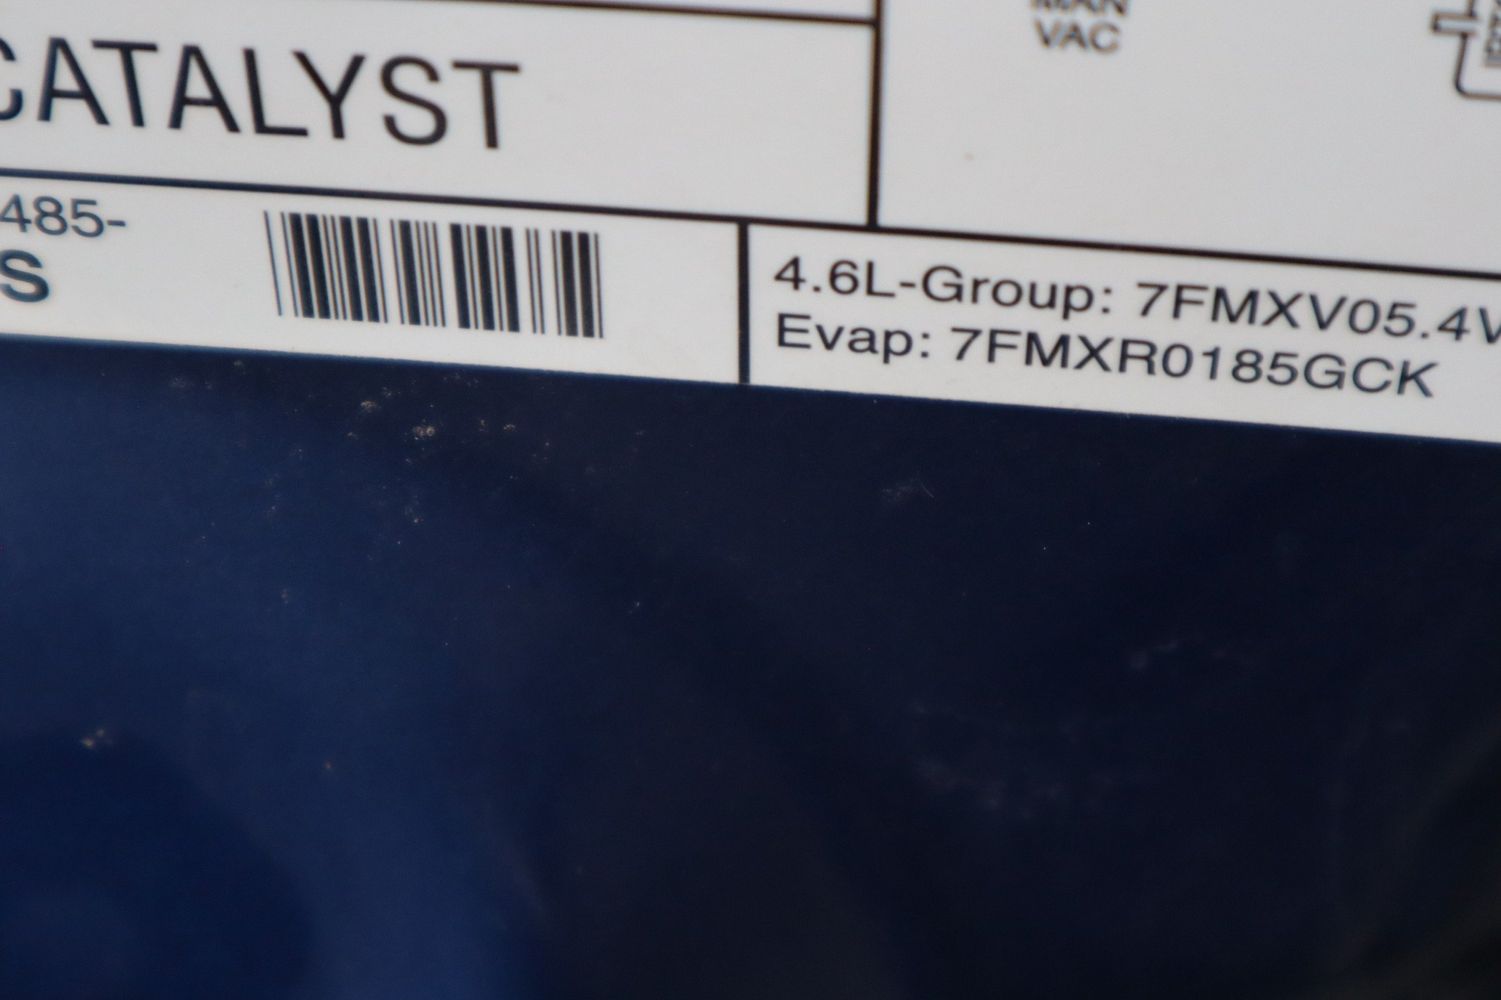 MAN
VAC
CATALYST
485-
S
4.6L-Group: 7FMXV05.4V
Evap: 7FMXR0185GCK